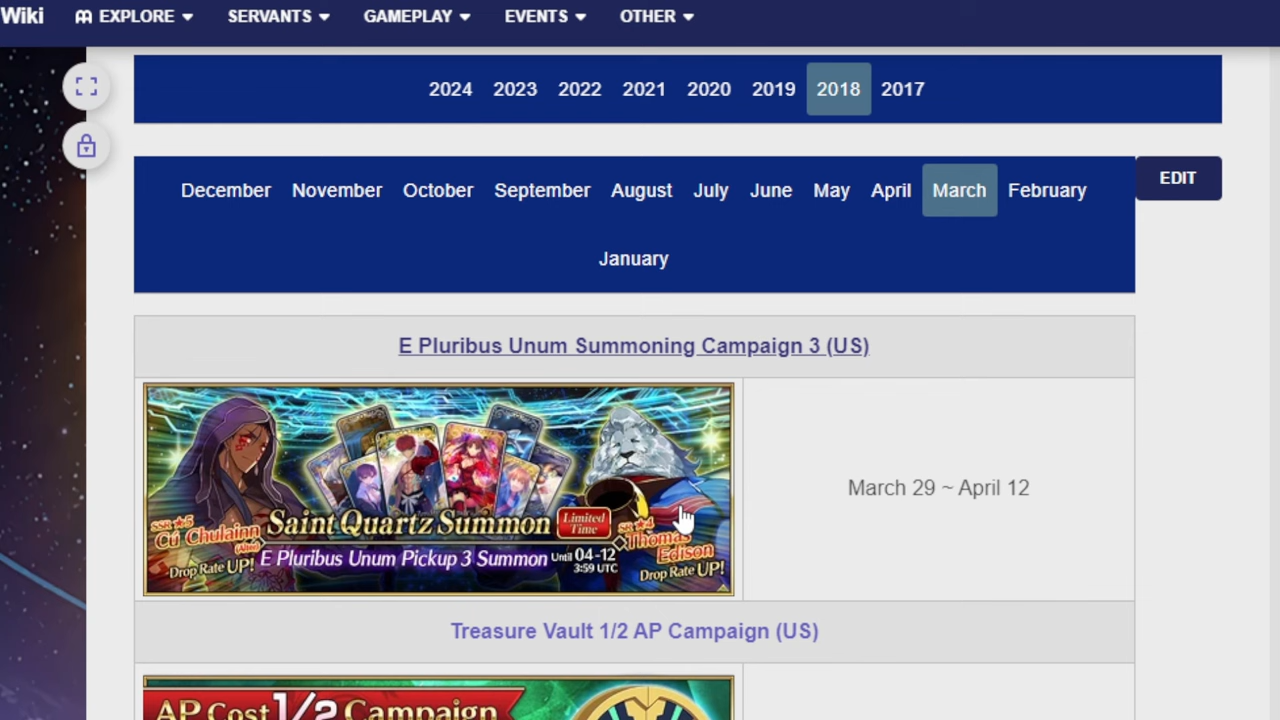 Wiki EXPLORE SERVANTS GAMEPLAY EVENTS OTHER
2024 2023 2022 2021 2020 2019 2018 2017
December November October September August July June May April March February
January
EDIT
E Pluribus Unum Summoning Campaign 3 (US)
SSR ★5
Cú Chulainn
(Alter)
Drop Rate UP!
Saint Quartz Summon
Limited
Time
E Pluribus Unum Pickup 3 Summon
Until 04-12
3:59 UTC
SR ★4
Thomas
Edison
Drop Rate UP!
March 29 ~ April 12
Treasure Vault 1/2 AP Campaign (US)
AP Cost 1/2 Campaign